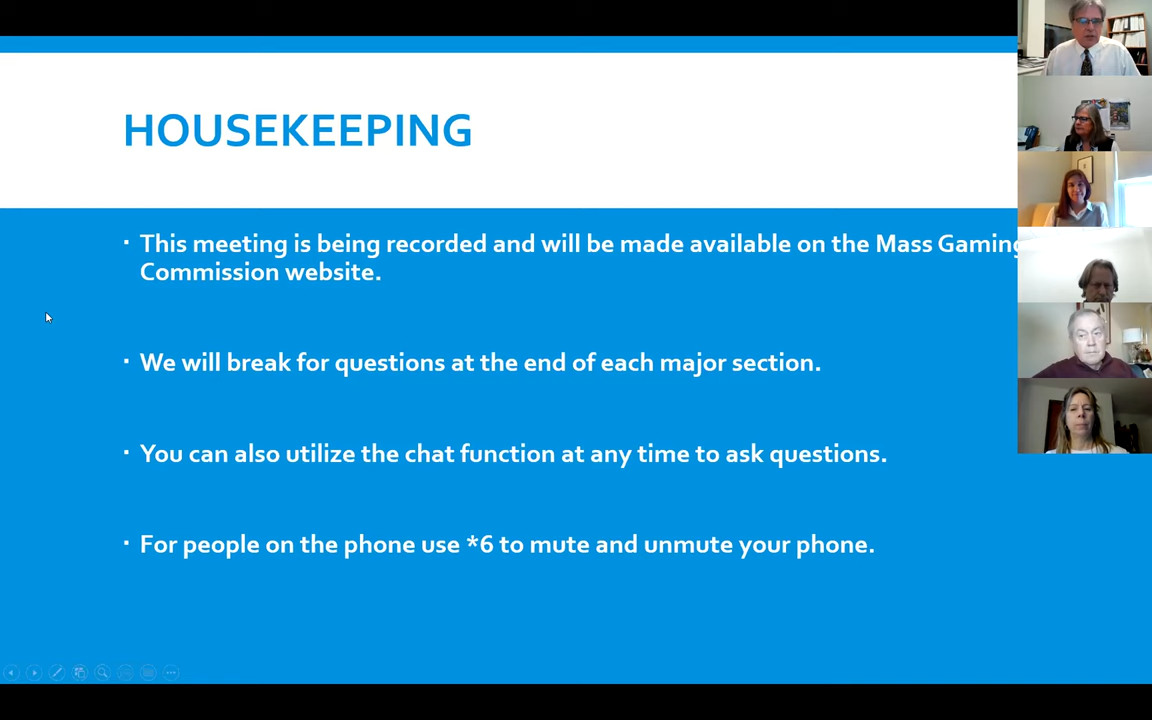 HOUSEKEEPING
▪ This meeting is being recorded and will be made available on the Mass Gaming
Commission website.
▪ We will break for questions at the end of each major section.
▪ You can also utilize the chat function at any time to ask questions.
▪ For people on the phone use *6 to mute and unmute your phone.